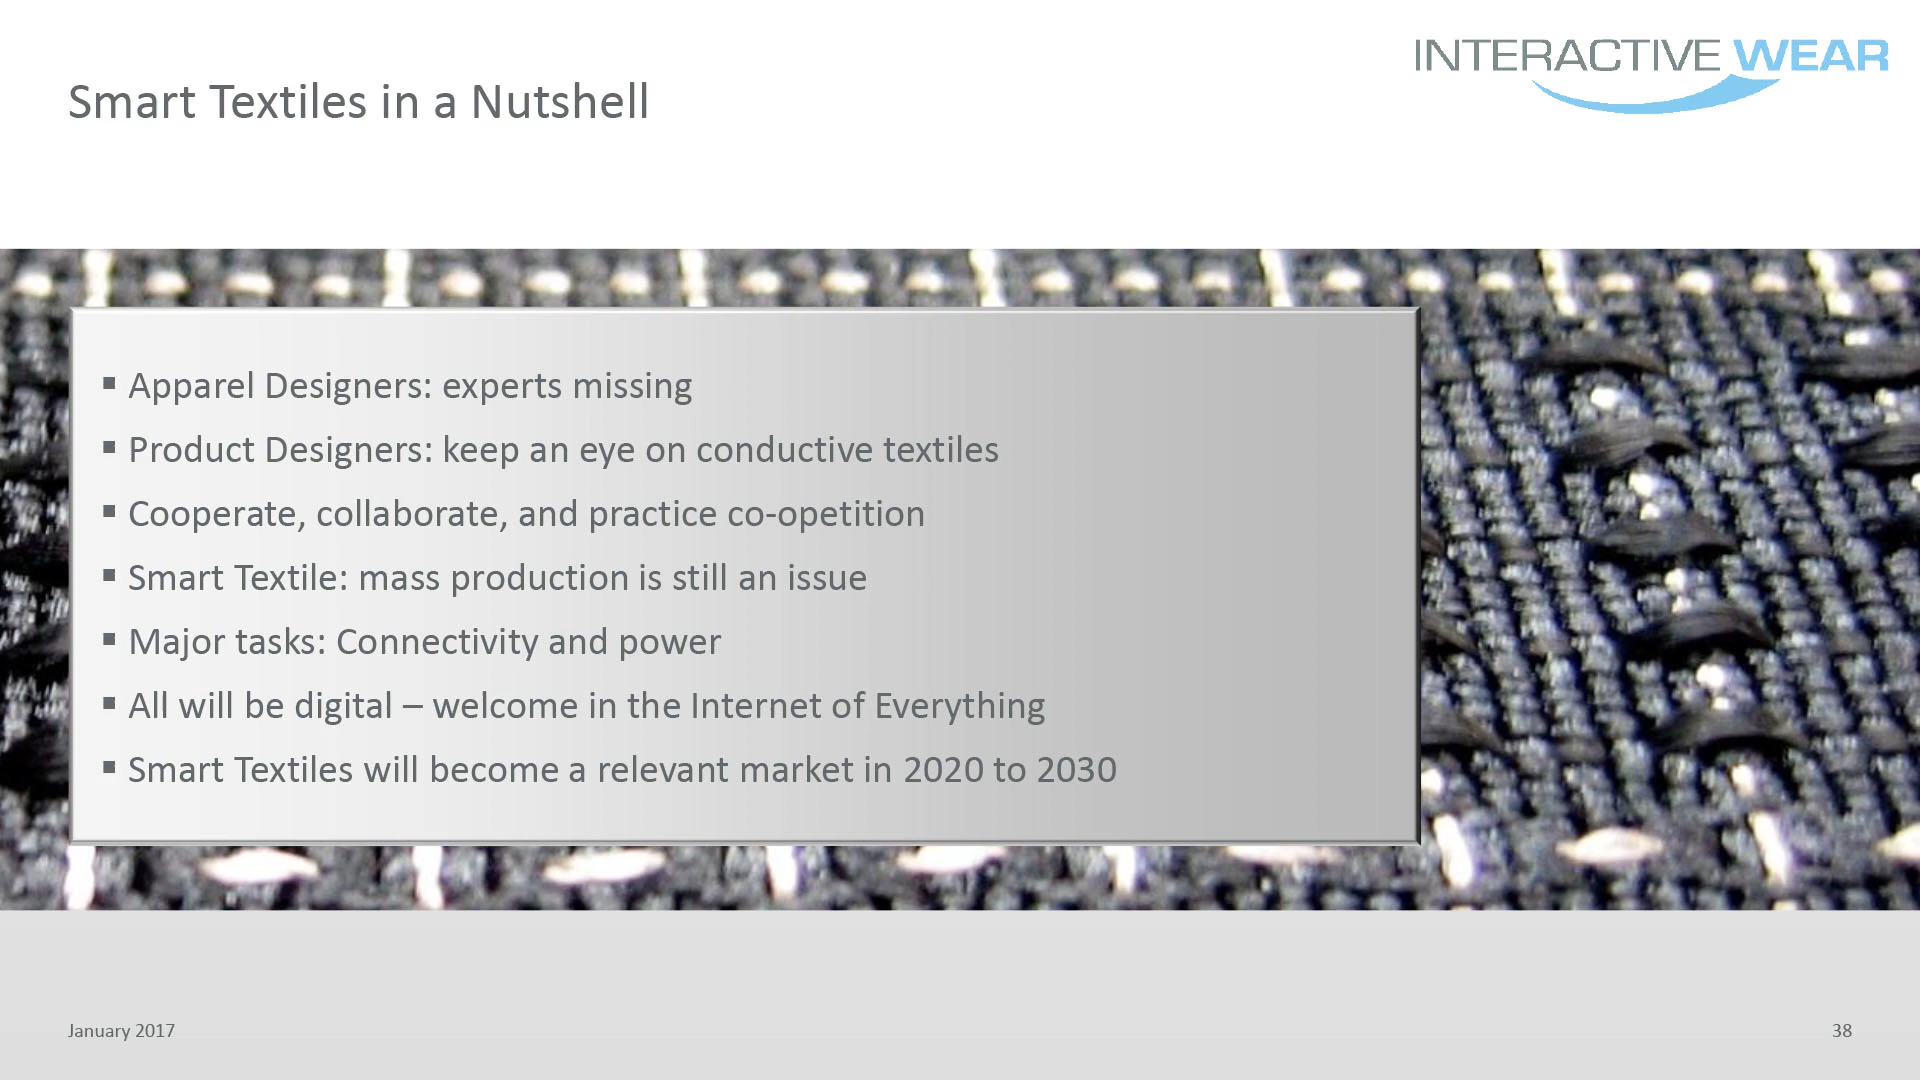 Smart Textiles in a Nutshell
INTERACTIVE WEAR
▪ Apparel Designers: experts missing
▪ Product Designers: keep an eye on conductive textiles
▪ Cooperate, collaborate, and practice co-opetition
▪ Smart Textile: mass production is still an issue
▪ Major tasks: Connectivity and power
▪ All will be digital – welcome in the Internet of Everything
▪ Smart Textiles will become a relevant market in 2020 to 2030
January 2017
38